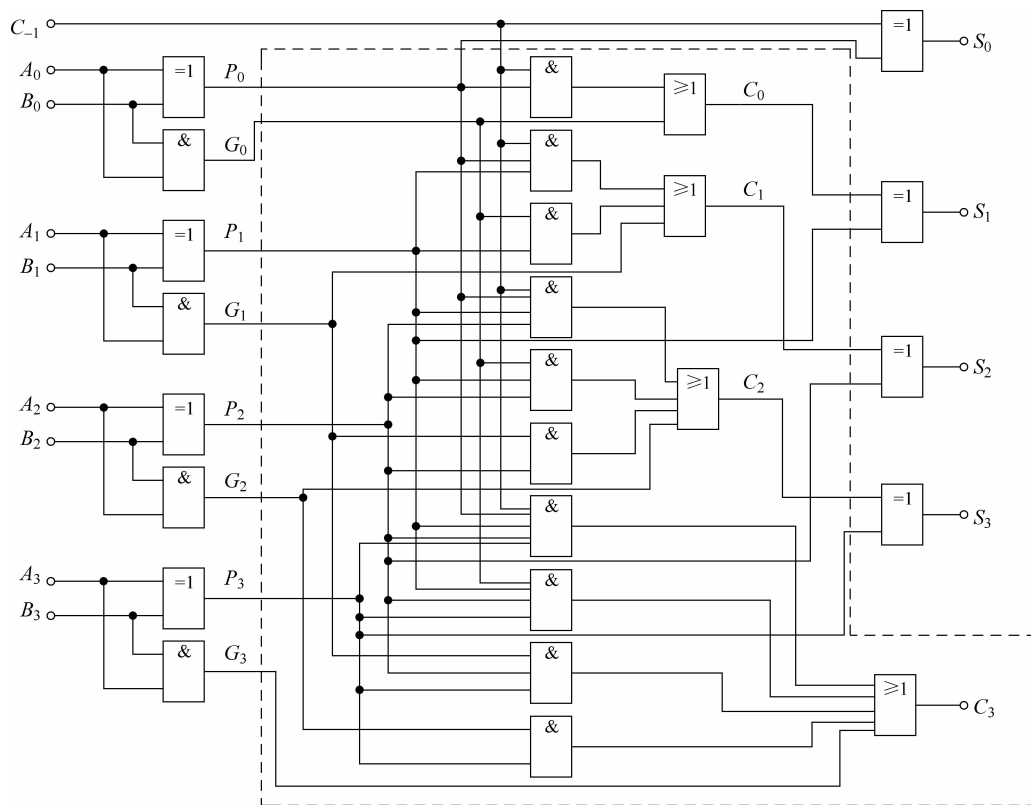 C₋₁
=1
S₀
A₀
=1
P₀
&
≥1
C₀
B₀
&
G₀
&
≥1
C₁
=1
S₁
A₁
=1
P₁
&
B₁
&
G₁
&
=1
S₂
&
≥1
C₂
A₂
=1
P₂
B₂
&
&
G₂
=1
S₃
&
A₃
=1
P₃
&
B₃
&
G₃
&
≥1
C₃
&